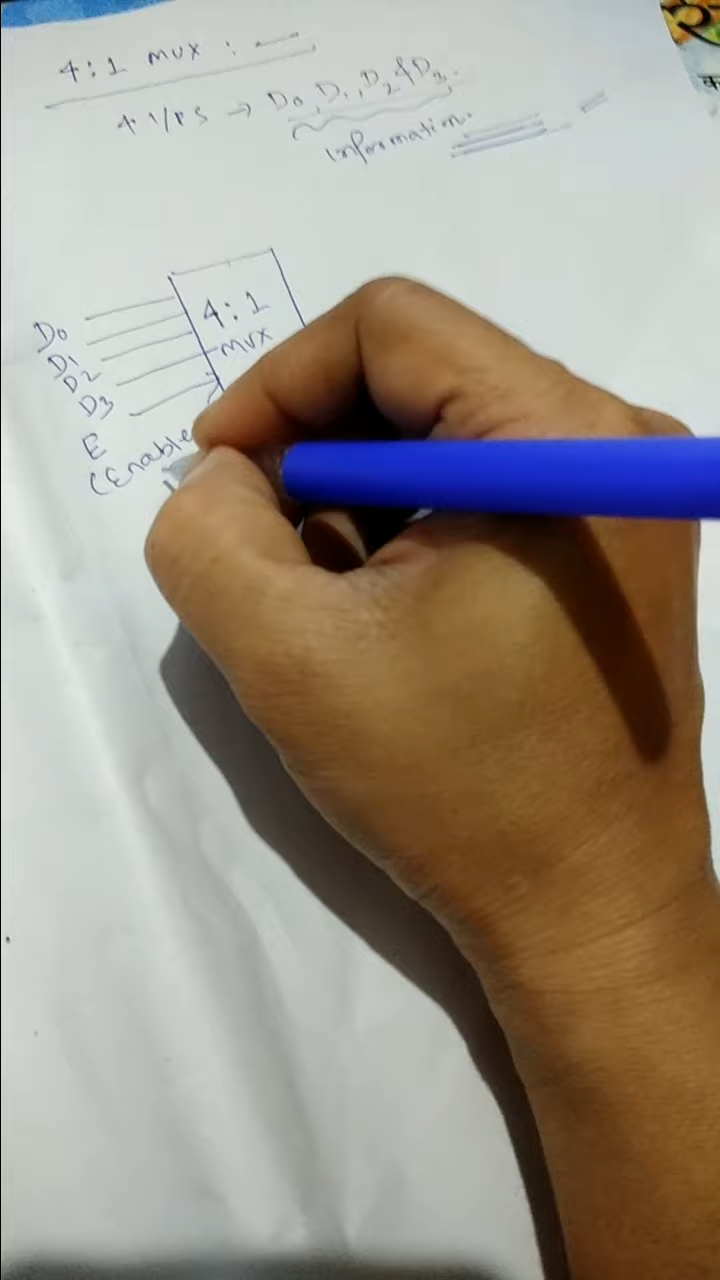 4:1 MUX : —
4 I/Ps → D0, D1, D2 & D3.
Information.
4:1
MUX
D0
D1
D2
D3
E
(Enable